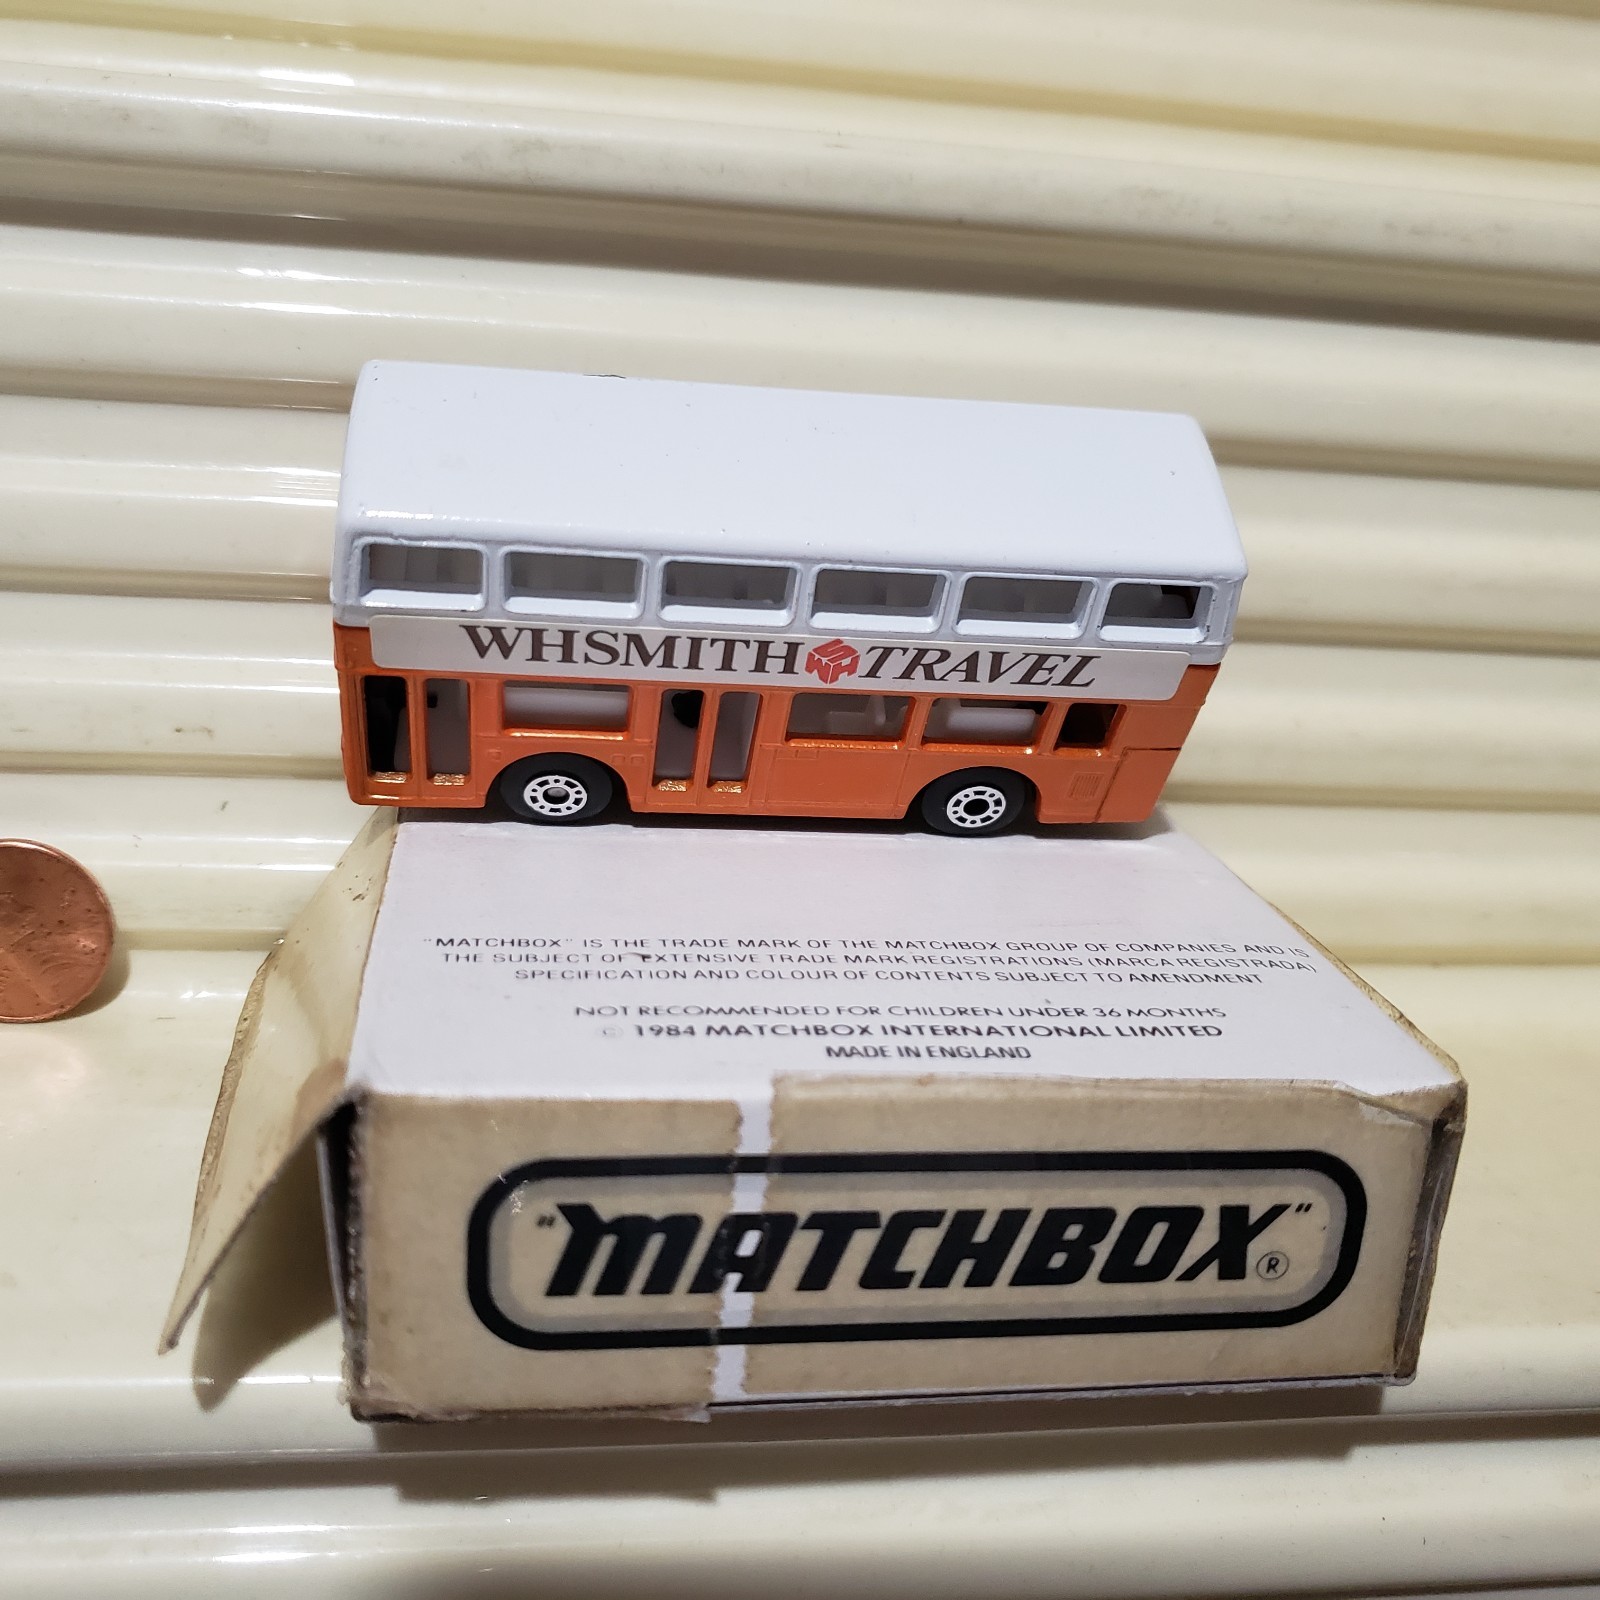 WHSMITH SWH TRAVEL
"MATCHBOX" IS THE TRADE MARK OF THE MATCHBOX GROUP OF COMPANIES AND IS
THE SUBJECT OF EXTENSIVE TRADE MARK REGISTRATIONS (MARCA REGISTRADA)
SPECIFICATION AND COLOUR OF CONTENTS SUBJECT TO AMENDMENT
NOT RECOMMENDED FOR CHILDREN UNDER 36 MONTHS
© 1984 MATCHBOX INTERNATIONAL LIMITED
MADE IN ENGLAND
"MATCHBOX"®